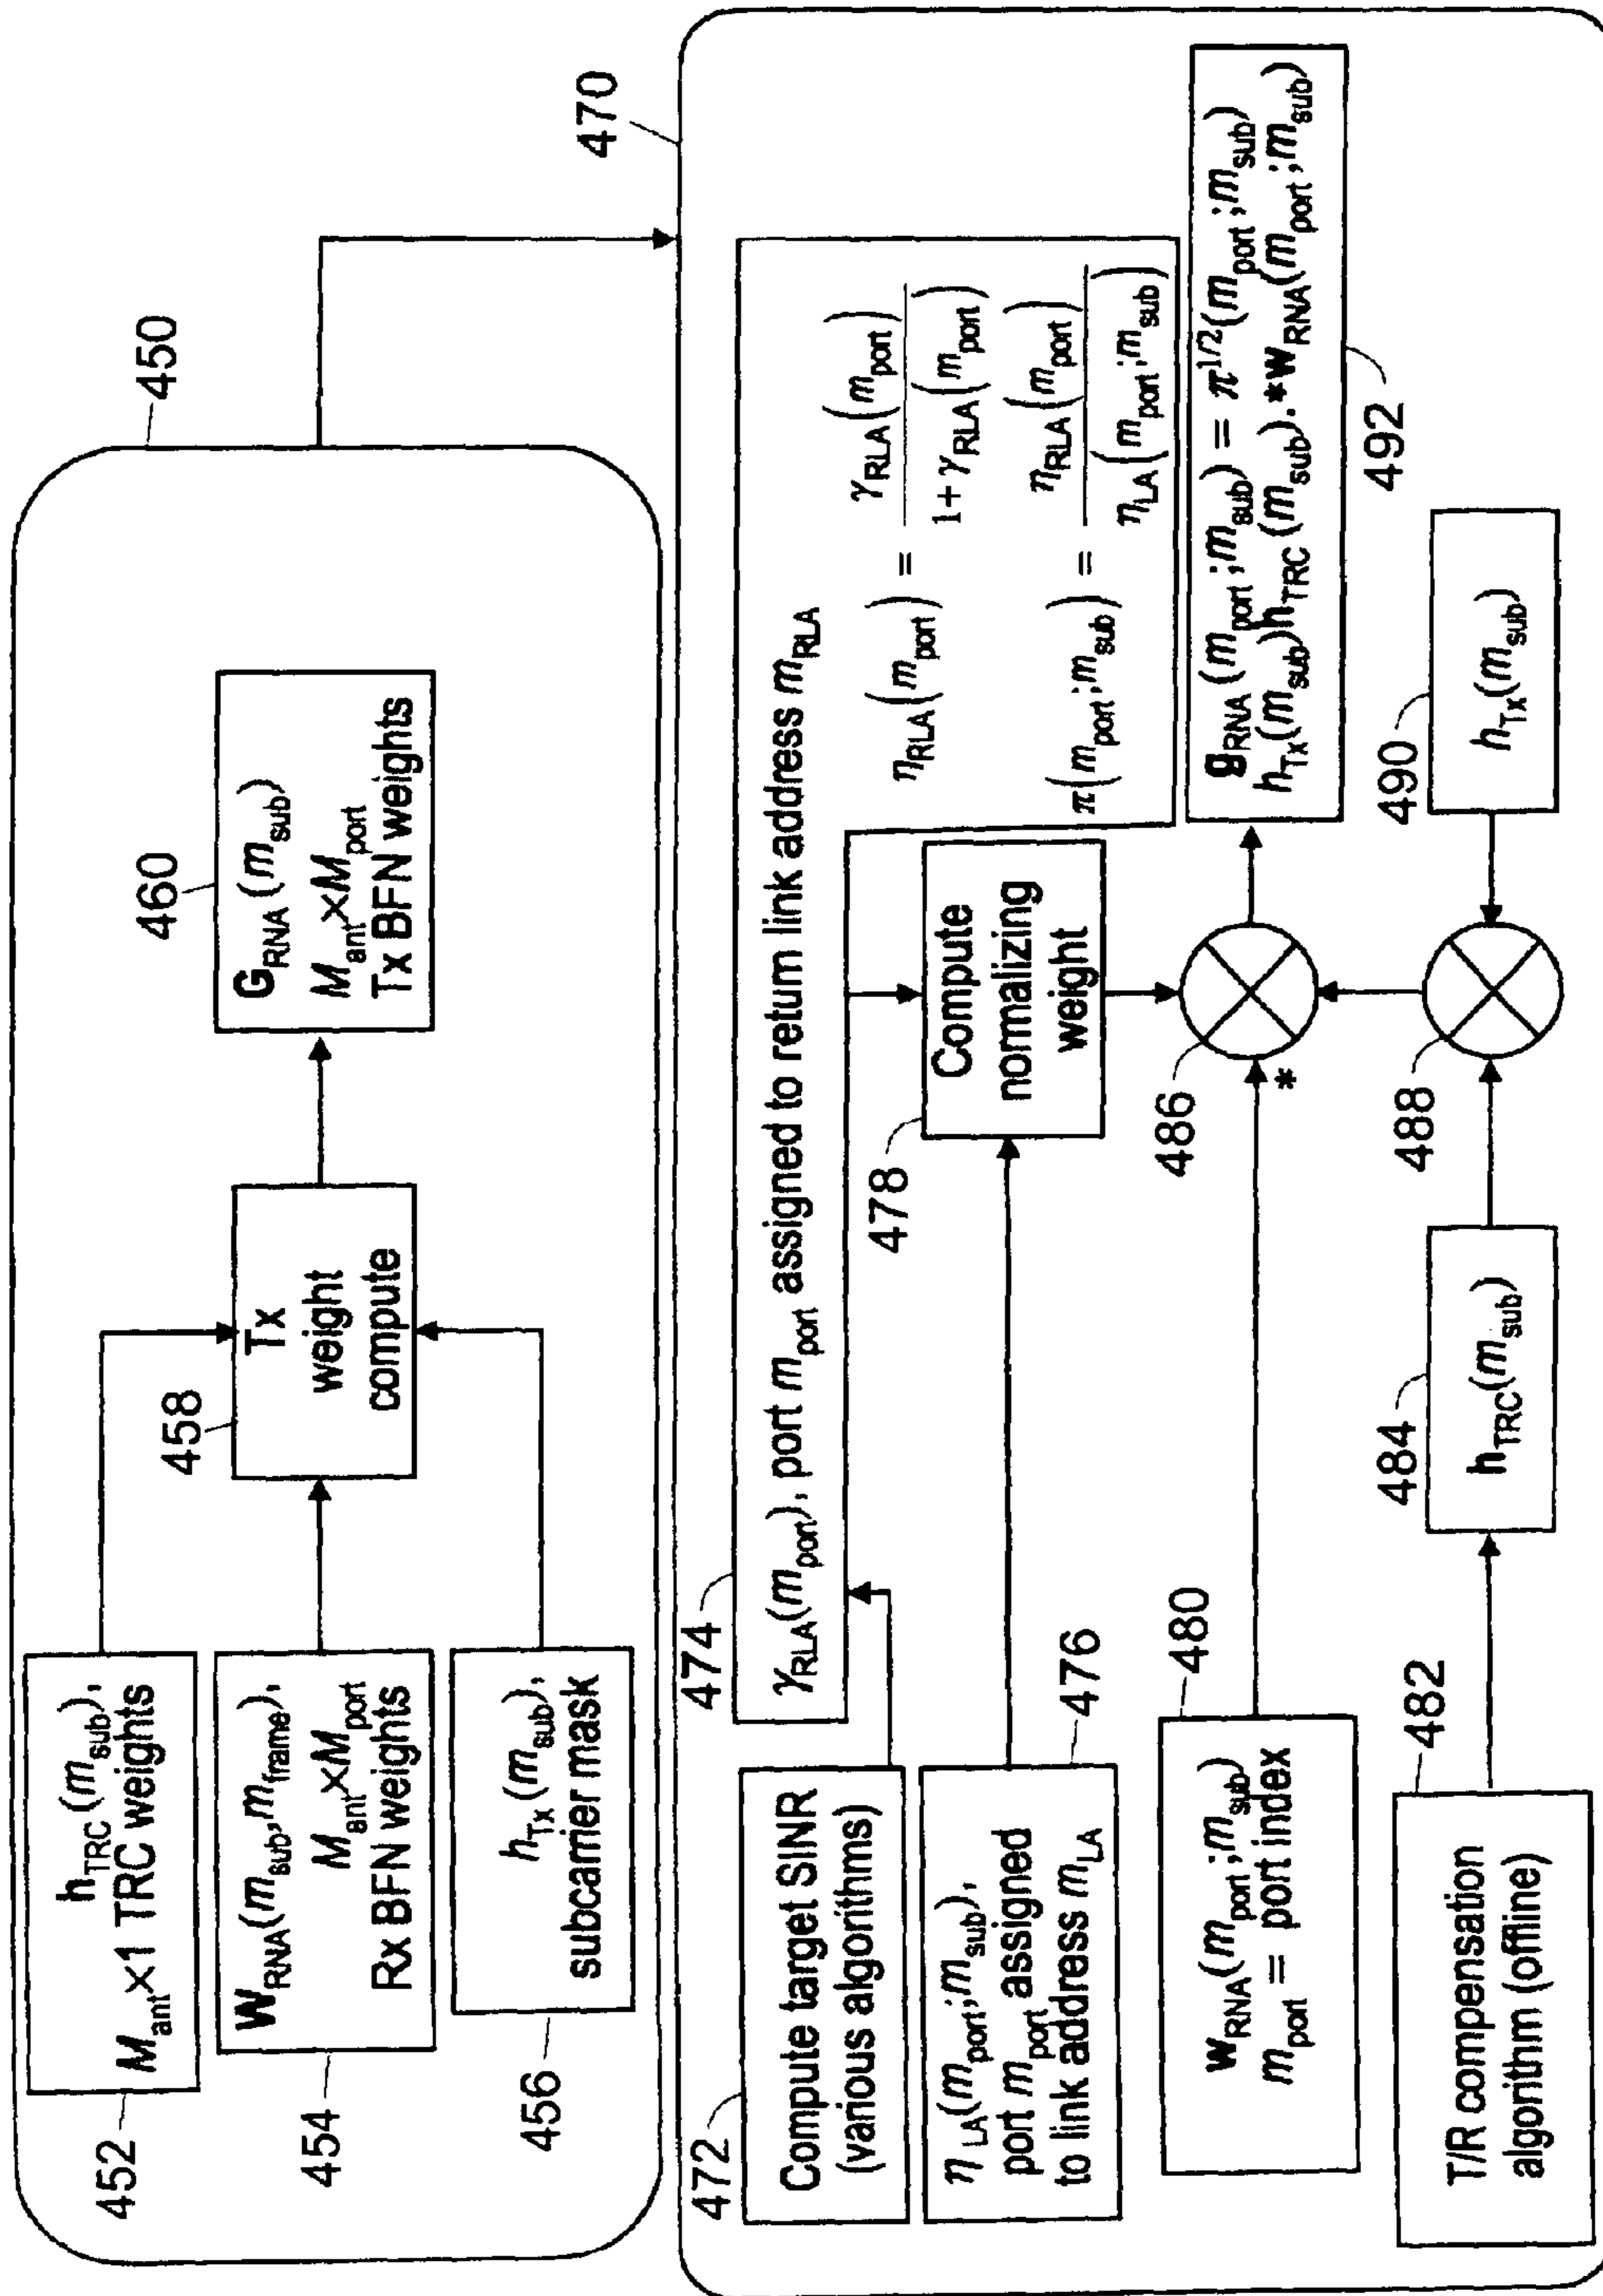 450
452
h_TRC(m_sub),
M_ant×1 TRC weights
454
W_RNA(m_sub,m_frame),
M_ant×M_port
Rx BFN weights
456
h_Tx(m_sub),
subcarrier mask
458
Tx
weight
compute
460
G_RNA(m_sub)
M_ant×M_port
Tx BFN weights
470
472
Compute target SINR
(various algorithms)
474
γ_RLA(m_port), port m_port assigned to return link address m_RLA
η_RLA(m_port) = γ_RLA(m_port) / 1+γ_RLA(m_port)
π(m_port;m_sub) = η_RLA(m_port) / η_LA(m_port;m_sub)
476
η_LA(m_port;m_sub),
port m_port assigned
to link address m_LA
478
Compute
normalizing
weight
480
w_RNA(m_port;m_sub)
m_port = port index
*
486
g_RNA(m_port;m_sub) = π^1/2(m_port;m_sub)
h_Tx(m_sub)h_TRC(m_sub).*w_RNA(m_port;m_sub)
492
482
T/R compensation
algorithm (offline)
484
h_TRC(m_sub)
488
490
h_Tx(m_sub)